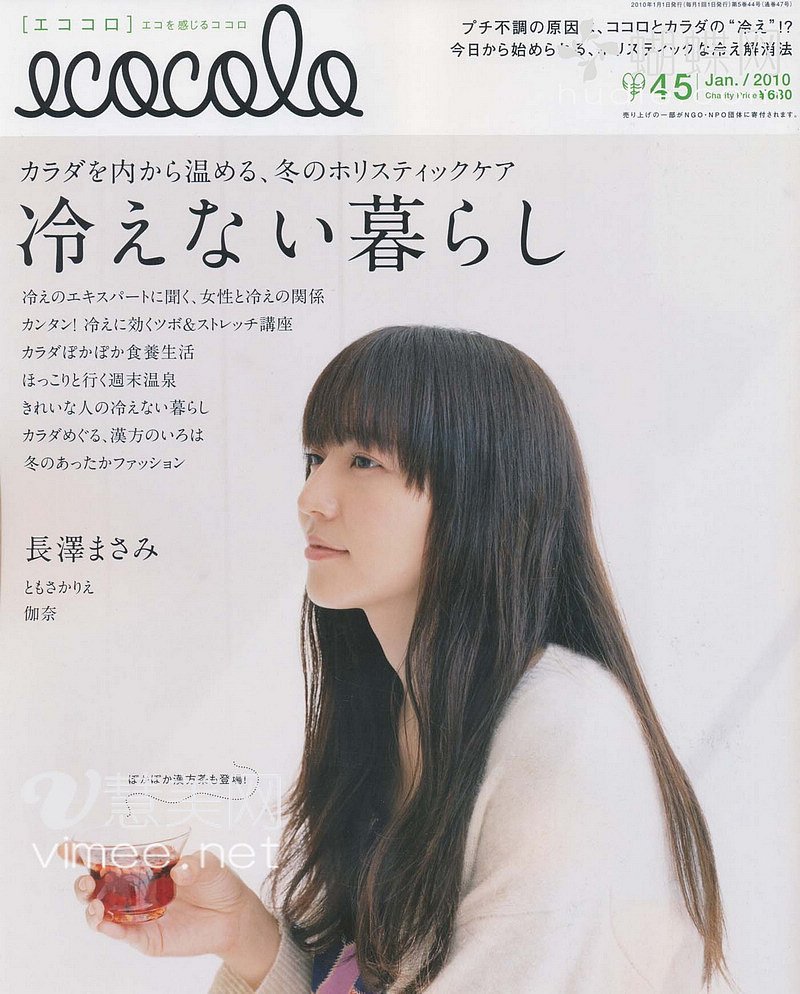 2010年1月1日発行(毎月1回1日発行)第5巻44号(通巻47号)
[エココロ] エコを感じるココロ
ecocolo
プチ不調の原因は、ココロとカラダの“冷え”!?
今日から始められる、ホリスティックな冷え解消法
45 Jan. / 2010
Charity Price ¥680
売り上げの一部がNGO・NPO団体に寄付されます。
カラダを内から温める、冬のホリスティックケア
冷えない暮らし
冷えのエキスパートに聞く、女性と冷えの関係
カンタン! 冷えに効くツボ&ストレッチ講座
カラダぽかぽか食養生活
ほっこりと行く週末温泉
きれいな人の冷えない暮らし
カラダめぐる、漢方のいろは
冬のあったかファッション
長澤まさみ
ともさかりえ
伽奈
ぽかぽか漢方茶も登場!
慧美网
vimee.net
蝴蝶网